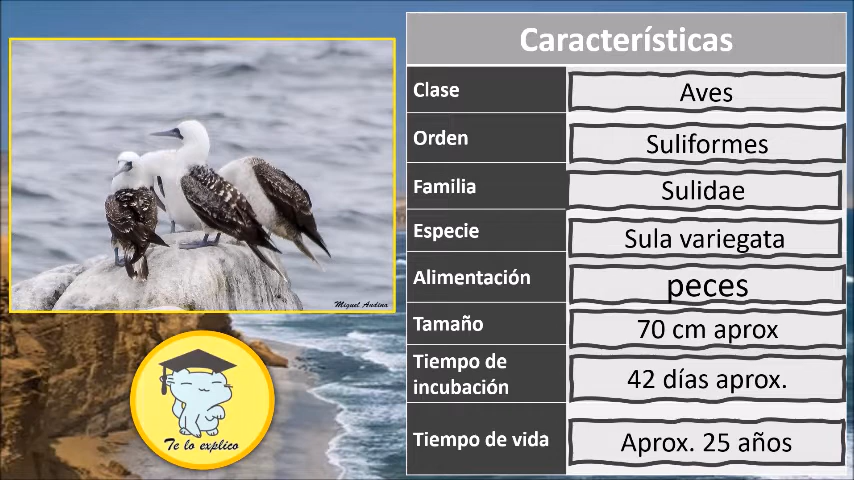 Características
Clase
Aves
Orden
Suliformes
Familia
Sulidae
Especie
Sula variegata
Alimentación
peces
Tamaño
70 cm aprox
Tiempo de
incubación
42 días aprox.
Tiempo de vida
Aprox. 25 años
Miguel Andina
Te lo explico